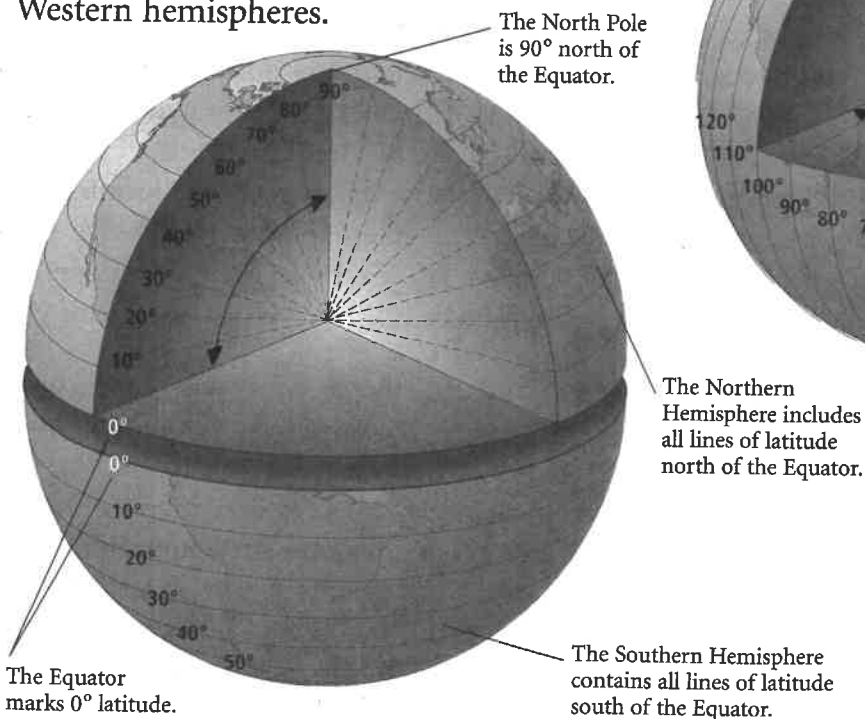 Western hemispheres.
The North Pole
is 90° north of
the Equator.
90°
80°
70°
60°
50°
40°
30°
20°
10°
0°
0°
10°
20°
30°
40°
50°
120°
110°
100°
90°
80°
The Northern
Hemisphere includes
all lines of latitude
north of the Equator.
The Equator
marks 0° latitude.
The Southern Hemisphere
contains all lines of latitude
south of the Equator.